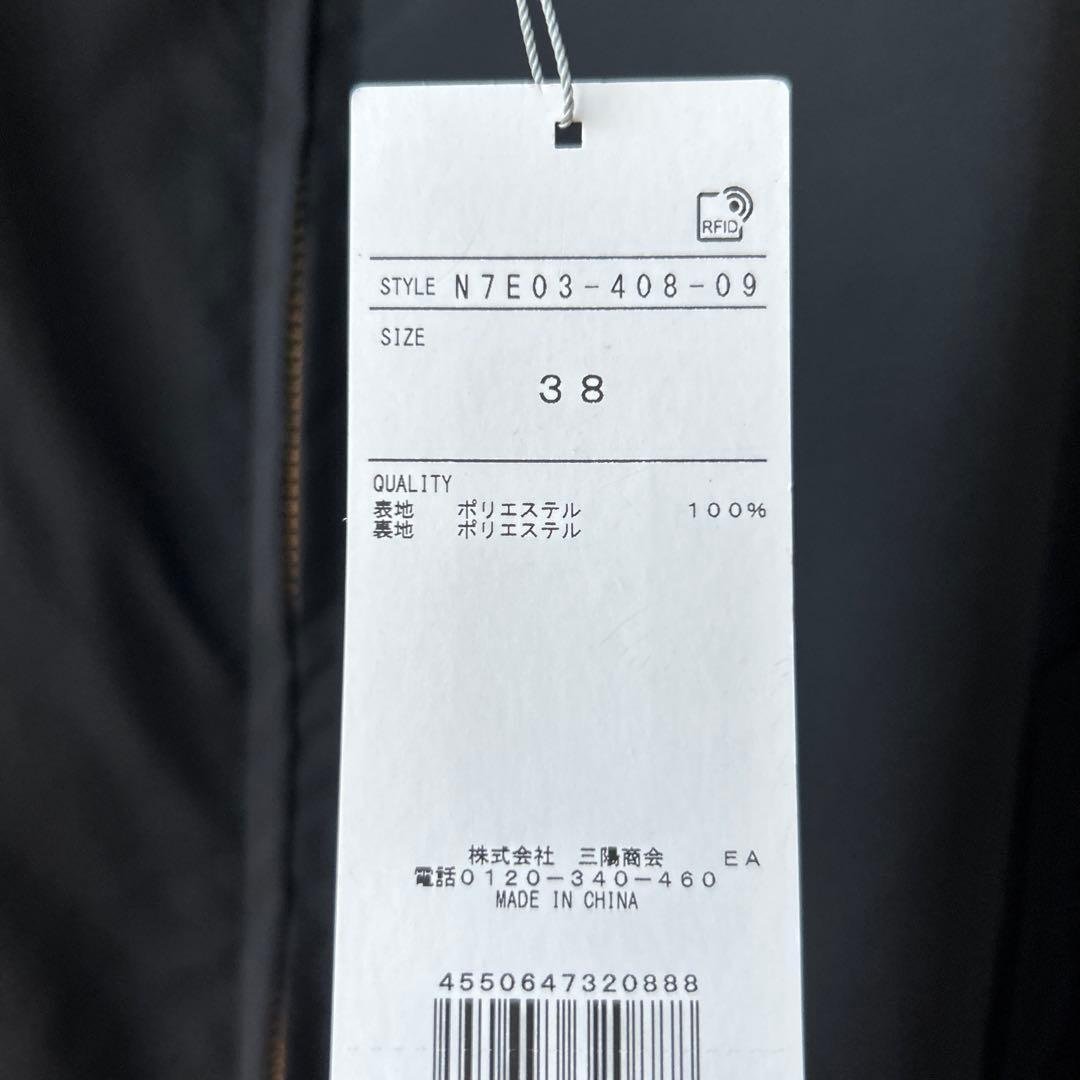 RFID
STYLE N7E03-408-09
SIZE
38
QUALITY
表地 ポリエステル 100%
裏地 ポリエステル
株式会社 三陽商会 EA
電話0120-340-460
MADE IN CHINA
4550647320888